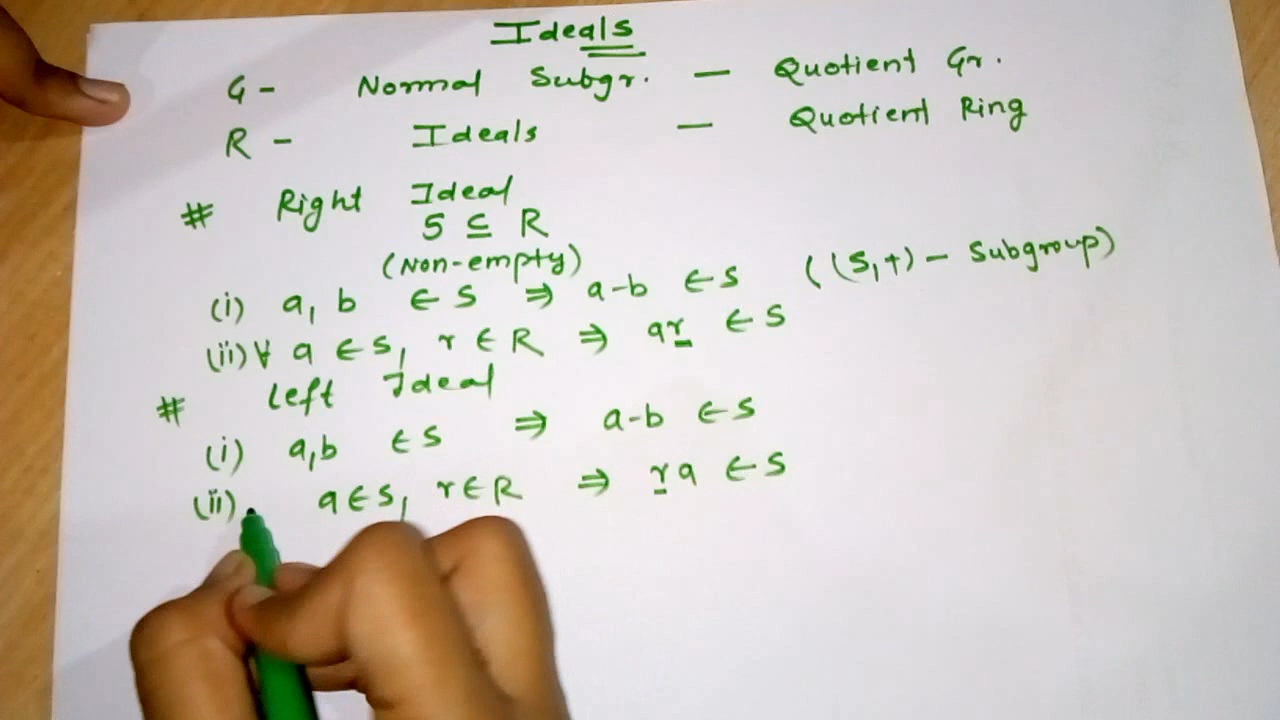 Ideals
G - Normal Subgr. - Quotient Gr.
R - Ideals - Quotient Ring
# Right Ideal
S ⊆ R
(Non-empty)
(i) a, b ∈ S ⇒ a-b ∈ S ((S,+) - Subgroup)
(ii) ∀ a ∈ S, r ∈ R ⇒ ar ∈ S
# Left Ideal
(i) a,b ∈ S ⇒ a-b ∈ S
(ii) a ∈ S, r ∈ R ⇒ ra ∈ S